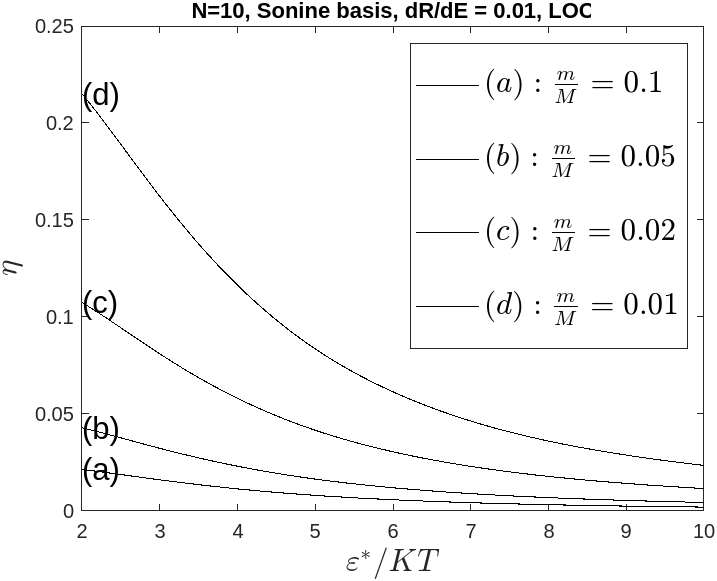 N=10, Sonine basis, dR/dE = 0.01, LOC
0.25
0.2
0.15
0.1
0.05
0
η
(d)
(c)
(b)
(a)
(a) : m/M = 0.1
(b) : m/M = 0.05
(c) : m/M = 0.02
(d) : m/M = 0.01
2 3 4 5 6 7 8 9 10
ε*/KT